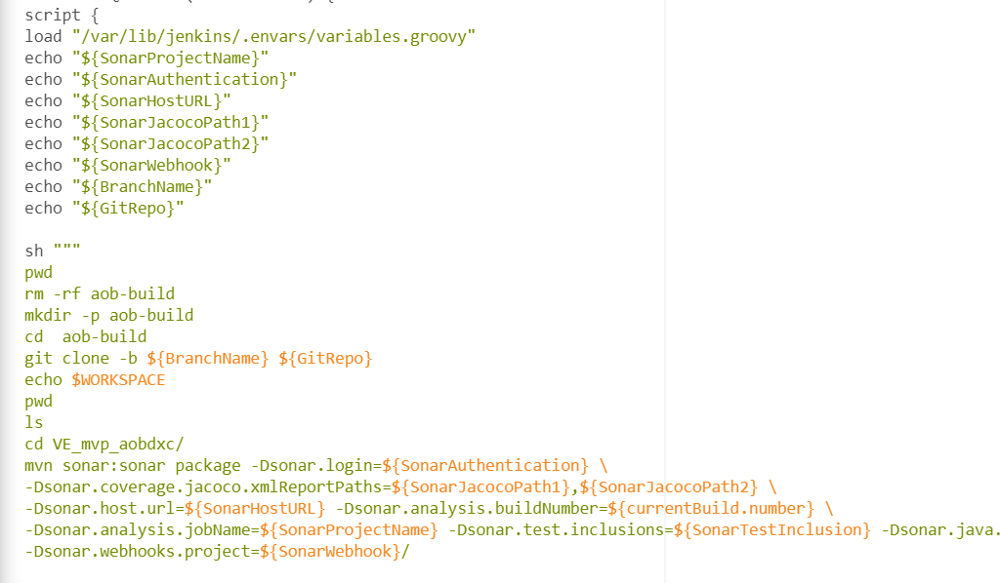 script {
load "/var/lib/jenkins/.envars/variables.groovy"
echo "${SonarProjectName}"
echo "${SonarAuthentication}"
echo "${SonarHostURL}"
echo "${SonarJacocoPath1}"
echo "${SonarJacocoPath2}"
echo "${SonarWebhook}"
echo "${BranchName}"
echo "${GitRepo}"
sh """
pwd
rm -rf aob-build
mkdir -p aob-build
cd  aob-build
git clone -b ${BranchName} ${GitRepo}
echo $WORKSPACE
pwd
ls
cd VE_mvp_aobdxc/
mvn sonar:sonar package -Dsonar.login=${SonarAuthentication} \
-Dsonar.coverage.jacoco.xmlReportPaths=${SonarJacocoPath1},${SonarJacocoPath2} \
-Dsonar.host.url=${SonarHostURL} -Dsonar.analysis.buildNumber=${currentBuild.number} \
-Dsonar.analysis.jobName=${SonarProjectName} -Dsonar.test.inclusions=${SonarTestInclusion} -Dsonar.java.
-Dsonar.webhooks.project=${SonarWebhook}/